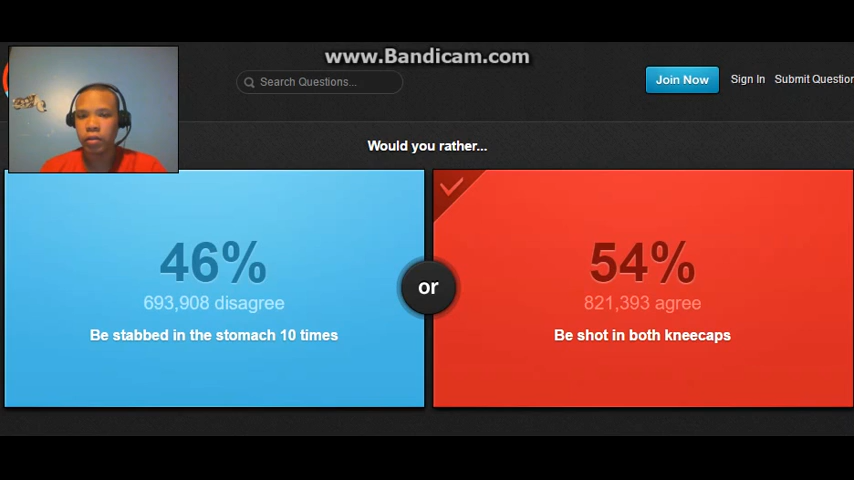 www.Bandicam.com
Search Questions...
Join Now
Sign In
Submit Question
Would you rather...
46%
693,908 disagree
Be stabbed in the stomach 10 times
or
54%
821,393 agree
Be shot in both kneecaps